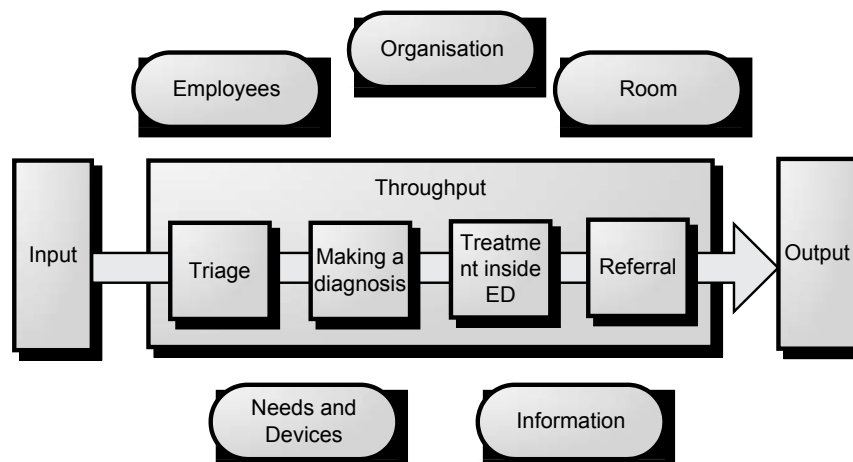 Organisation
Employees
Room
Throughput
Input
Triage
Making a
diagnosis
Treatme
nt inside
ED
Referral
Output
Needs and
Devices
Information